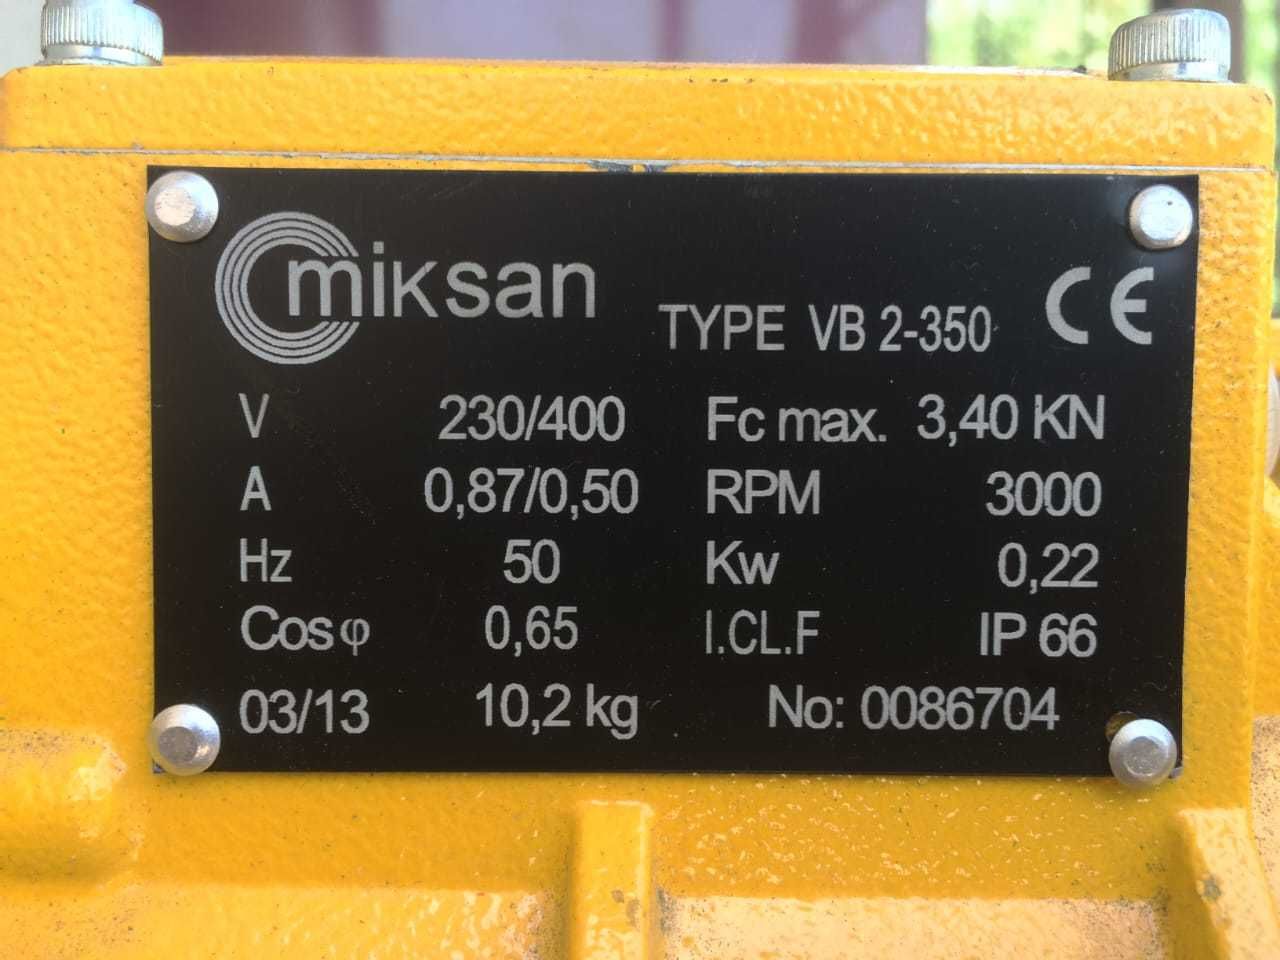 miksan
TYPE VB 2-350 CE
V 230/400 Fc max. 3,40 KN
A 0,87/0,50 RPM 3000
Hz 50 Kw 0,22
Cosφ 0,65 I.CL.F IP 66
03/13 10,2 kg No: 0086704